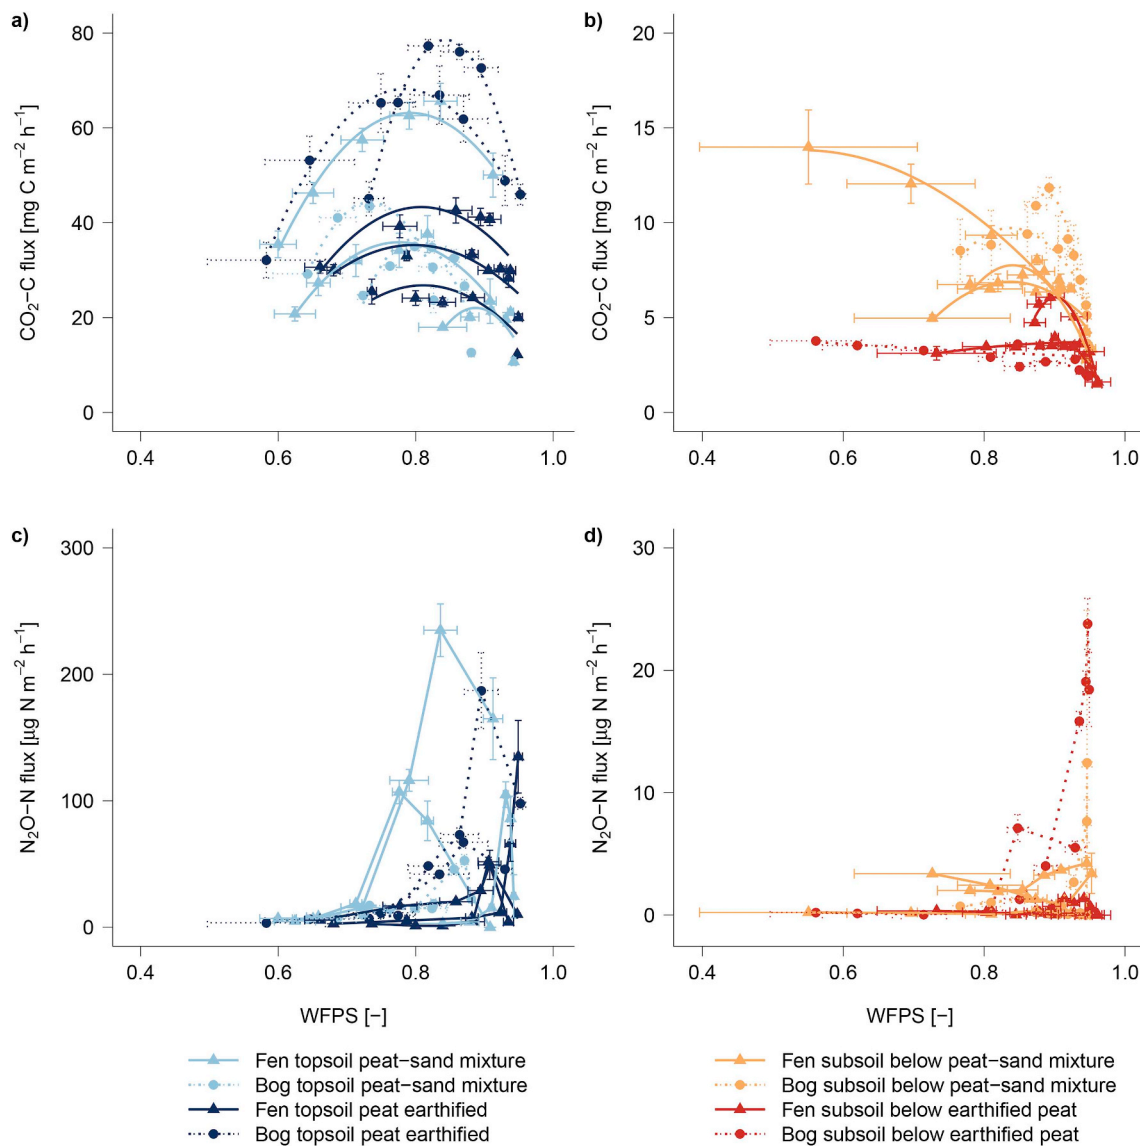 a)
CO₂−C flux [mg C m⁻² h⁻¹]
80
60
40
20
0
0.4 0.6 0.8 1.0
b)
CO₂−C flux [mg C m⁻² h⁻¹]
20
15
10
5
0
0.4 0.6 0.8 1.0
c)
N₂O−N flux [µg N m⁻² h⁻¹]
300
200
100
0
0.4 0.6 0.8 1.0
WFPS [−]
d)
N₂O−N flux [µg N m⁻² h⁻¹]
30
20
10
0
0.4 0.6 0.8 1.0
WFPS [−]
Fen topsoil peat−sand mixture
Bog topsoil peat−sand mixture
Fen topsoil peat earthified
Bog topsoil peat earthified
Fen subsoil below peat−sand mixture
Bog subsoil below peat−sand mixture
Fen subsoil below earthified peat
Bog subsoil below earthified peat